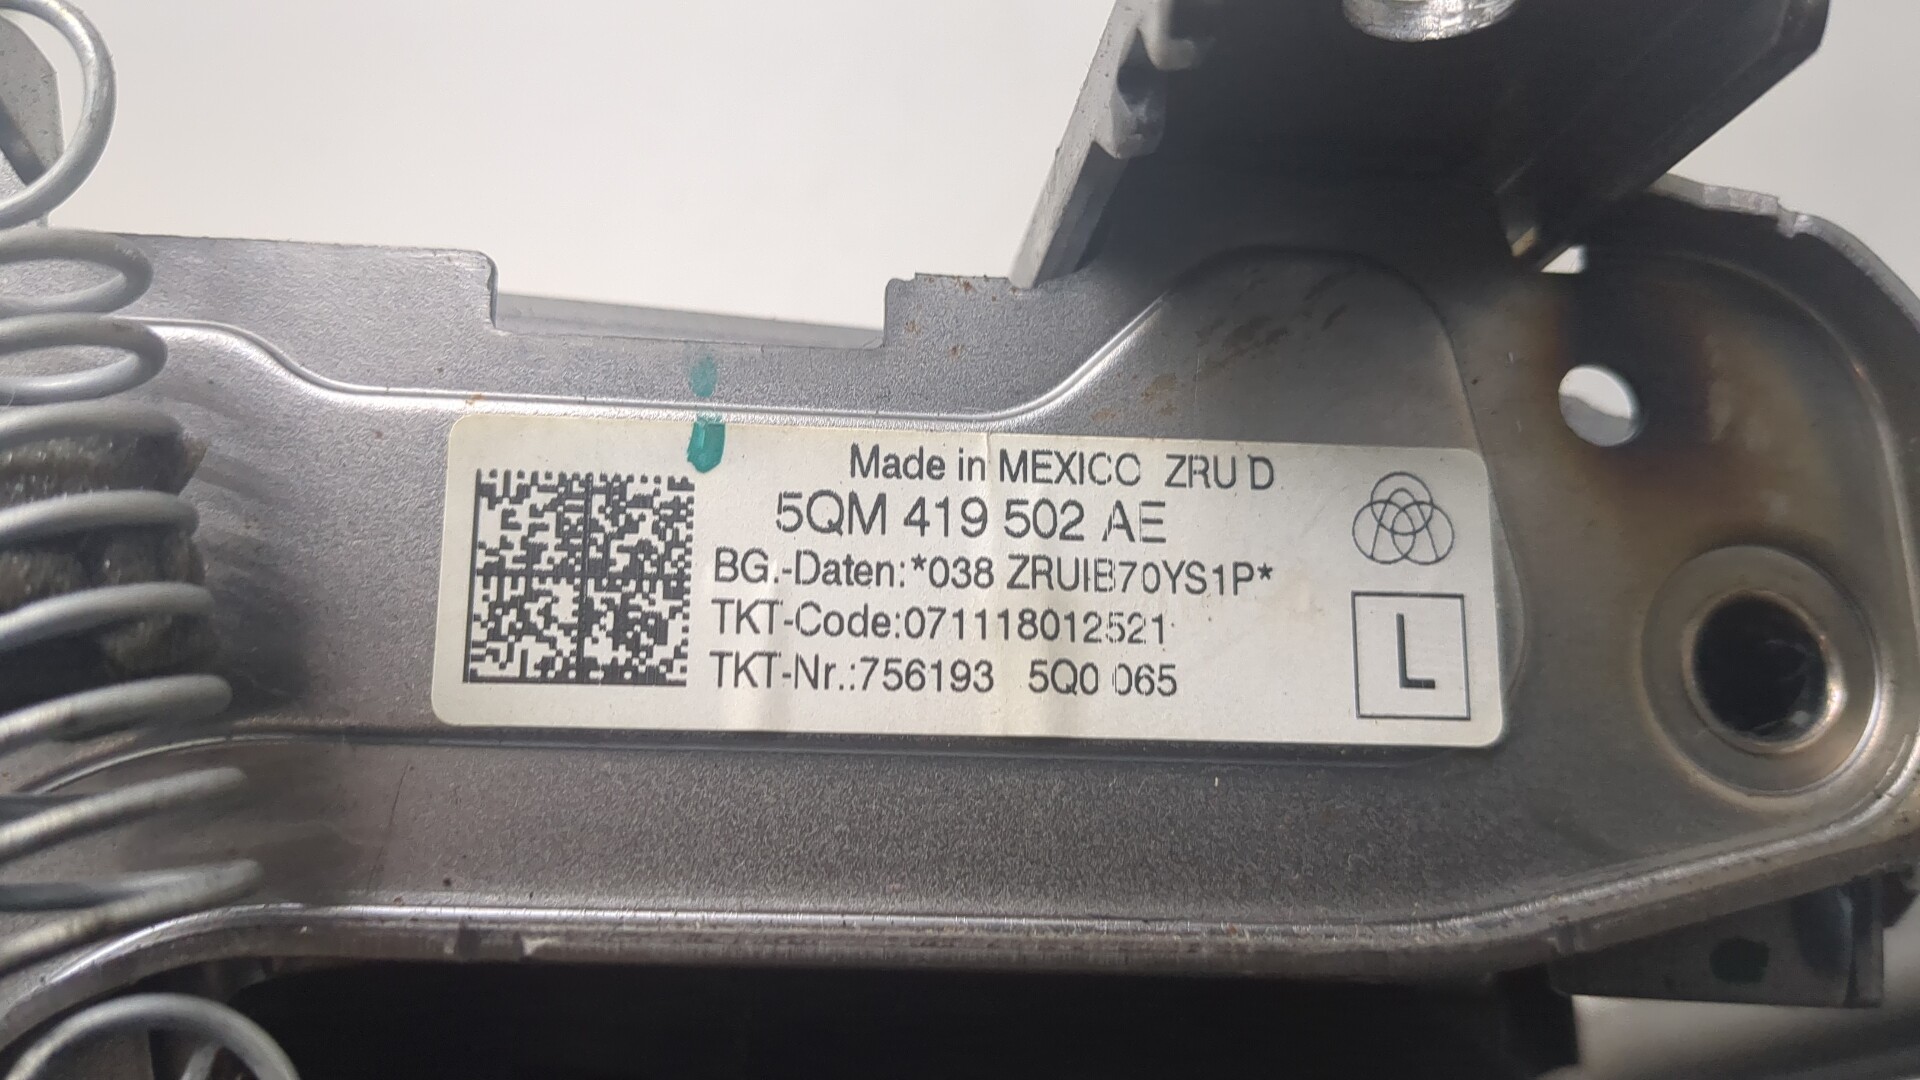 Made in MEXICO ZRU D
5QM 419 502 AE
BG.-Daten:*038 ZRUIB70YS1P*
TKT-Code:071118012521
TKT-Nr.:756193 5Q0 065
L